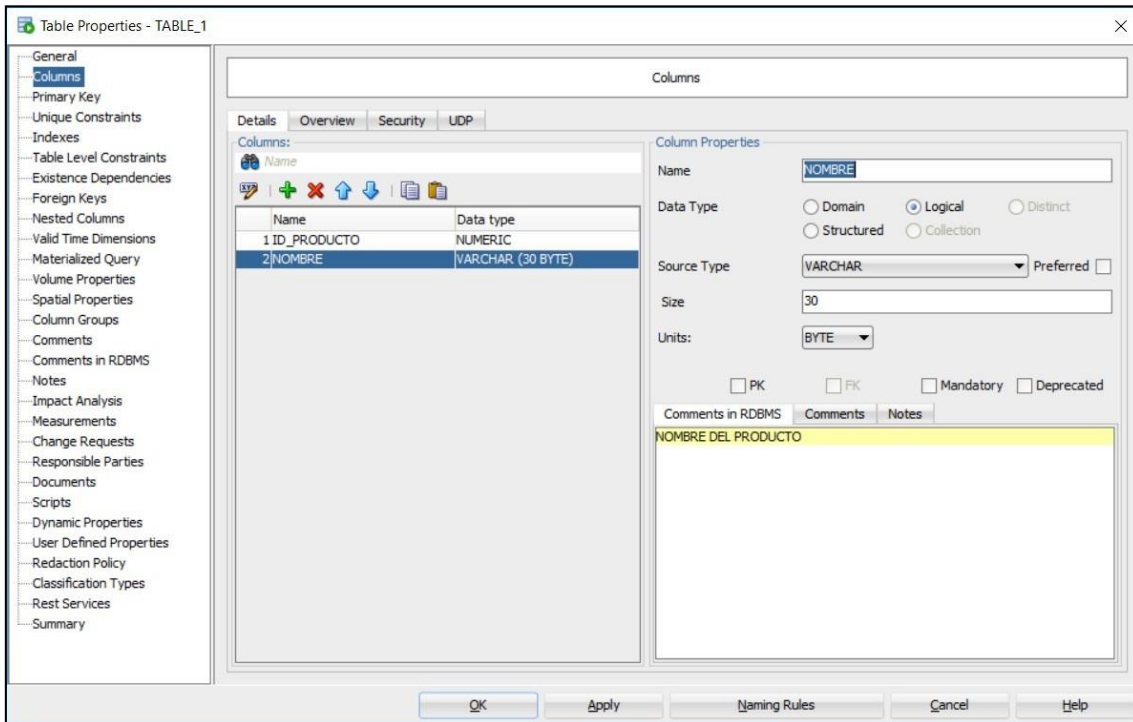 Table Properties - TABLE_1
General
Columns
Primary Key
Unique Constraints
Indexes
Table Level Constraints
Existence Dependencies
Foreign Keys
Nested Columns
Valid Time Dimensions
Materialized Query
Volume Properties
Spatial Properties
Column Groups
Comments
Comments in RDBMS
Notes
Impact Analysis
Measurements
Change Requests
Responsible Parties
Documents
Scripts
Dynamic Properties
User Defined Properties
Redaction Policy
Classification Types
Rest Services
Summary
Columns
Details Overview Security UDP
Columns:
Name
Name Data type
1 ID_PRODUCTO NUMERIC
2 NOMBRE VARCHAR (30 BYTE)
Column Properties
Name NOMBRE
Data Type Domain Logical Distinct
Structured Collection
Source Type VARCHAR Preferred
Size 30
Units: BYTE
PK FK Mandatory Deprecated
Comments in RDBMS Comments Notes
NOMBRE DEL PRODUCTO
OK Apply Naming Rules Cancel Help